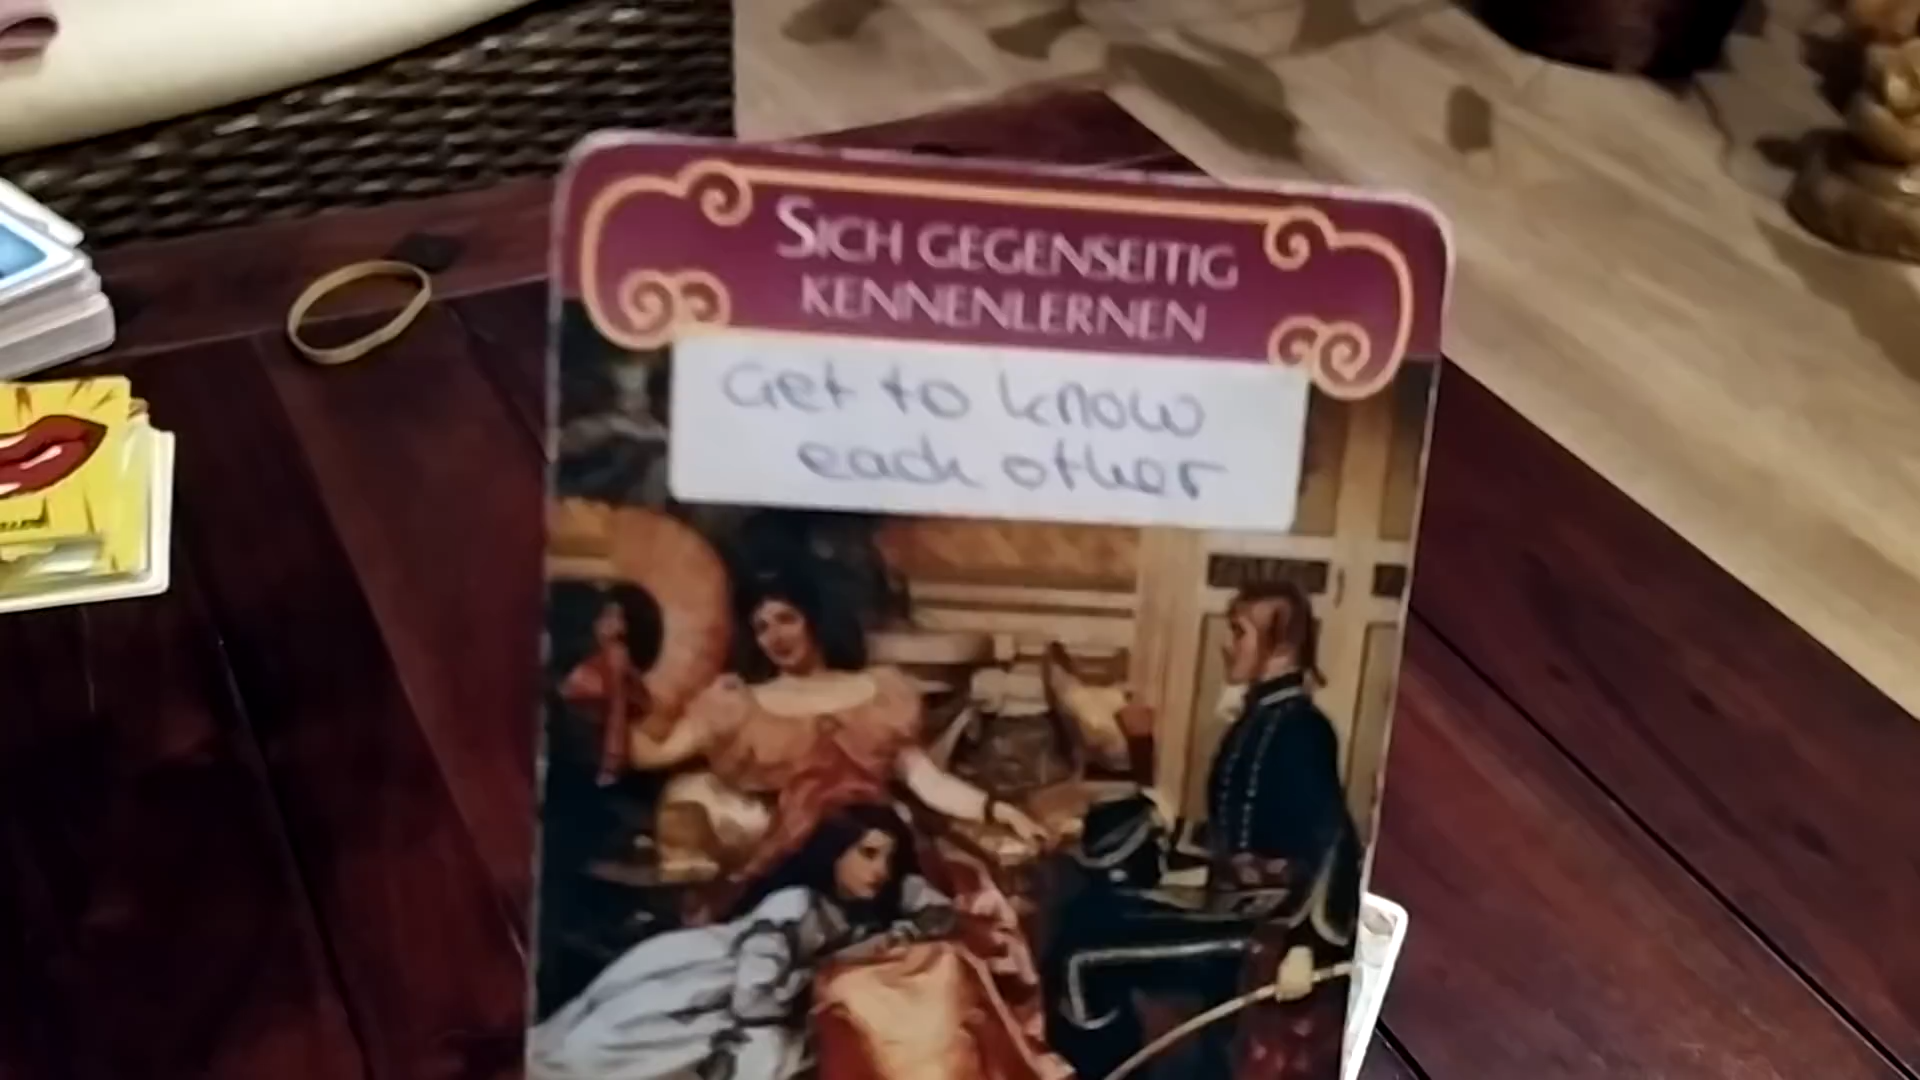 SICH GEGENSEITIG
KENNENLERNEN
Get to know
each other